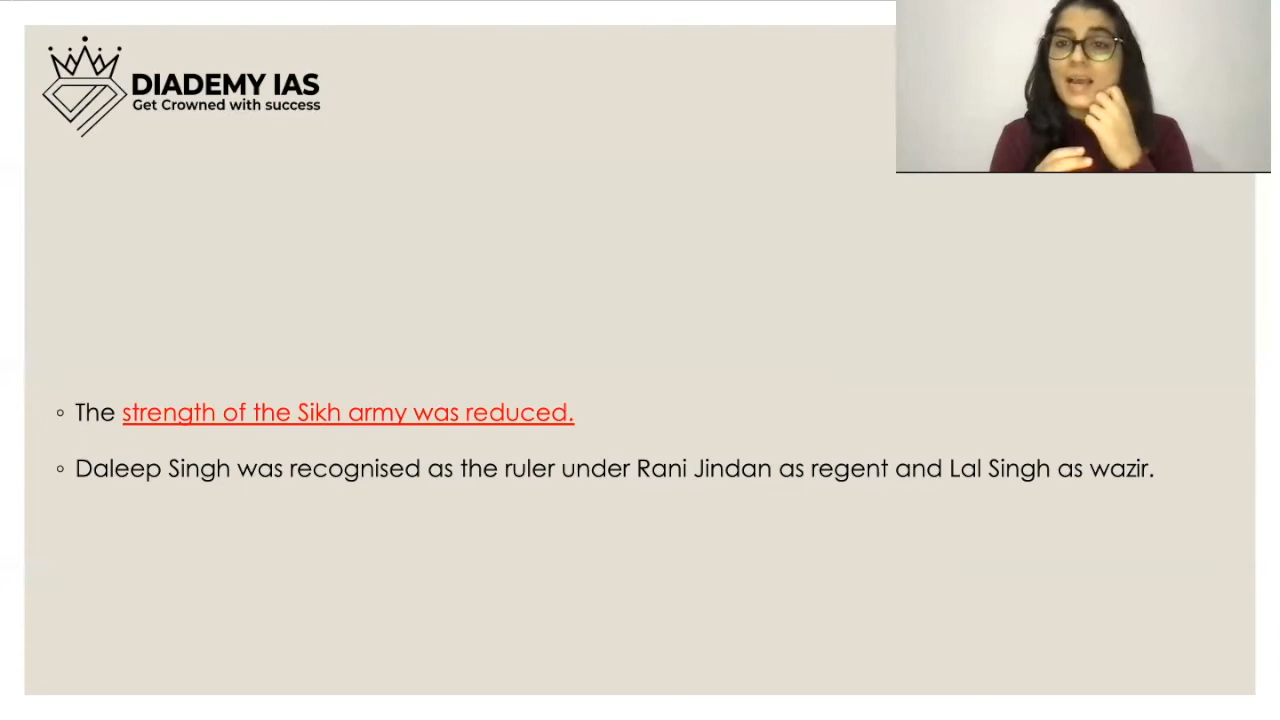 DIADEMY IAS
Get Crowned with success
◦ The strength of the Sikh army was reduced.
◦ Daleep Singh was recognised as the ruler under Rani Jindan as regent and Lal Singh as wazir.